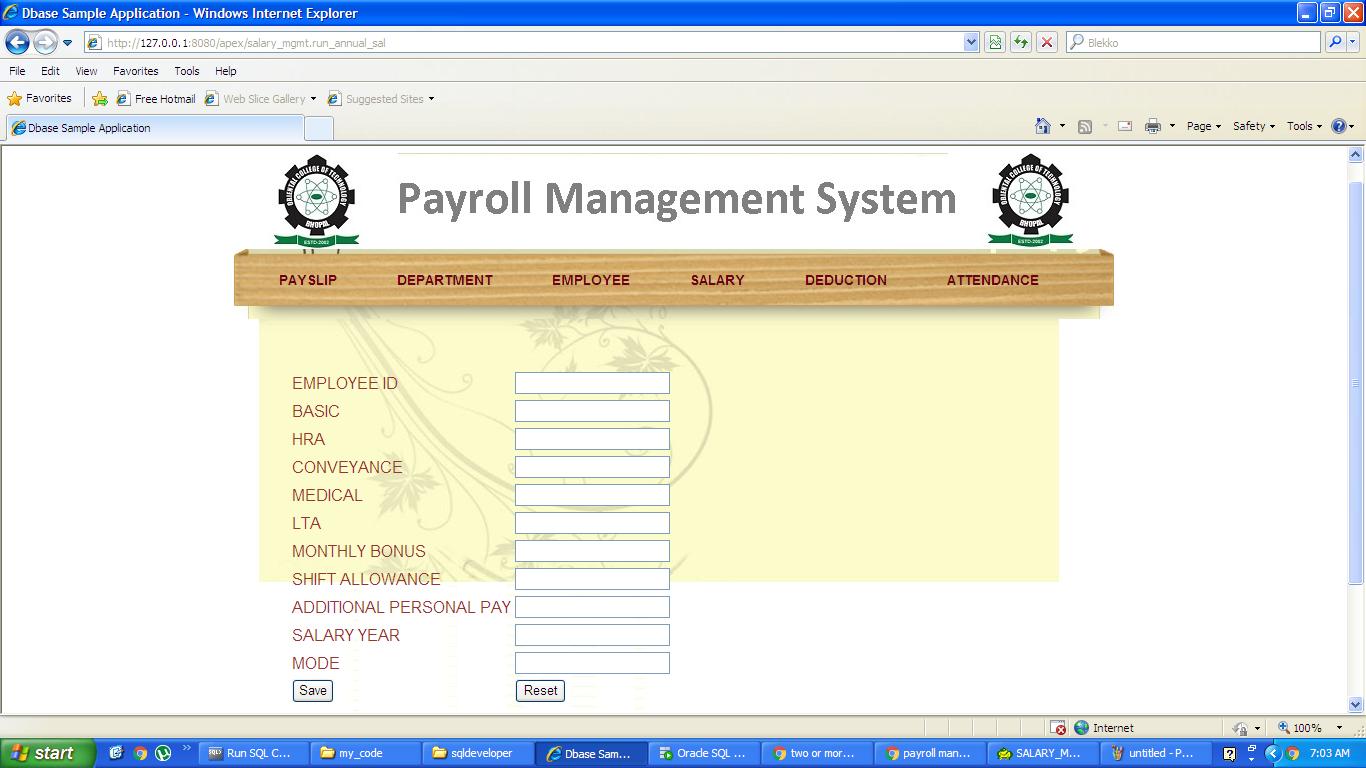 Dbase Sample Application - Windows Internet Explorer
http://127.0.0.1:8080/apex/salary_mgmt.run_annual_sal
Blekko
File Edit View Favorites Tools Help
Favorites Free Hotmail Web Slice Gallery Suggested Sites
Dbase Sample Application
Page Safety Tools
ORIENTAL COLLEGE OF TECHNOLOGY
BHOPAL
ESTD-2002
Payroll Management System
ORIENTAL COLLEGE OF TECHNOLOGY
BHOPAL
ESTD-2002
PAYSLIP DEPARTMENT EMPLOYEE SALARY DEDUCTION ATTENDANCE
EMPLOYEE ID
BASIC
HRA
CONVEYANCE
MEDICAL
LTA
MONTHLY BONUS
SHIFT ALLOWANCE
ADDITIONAL PERSONAL PAY
SALARY YEAR
MODE
Save Reset
Internet 100%
start Run SQL C... my_code sqldeveloper Dbase Sam... Oracle SQL ... two or mor... payroll man... SALARY_M... untitled - P... 7:03 AM